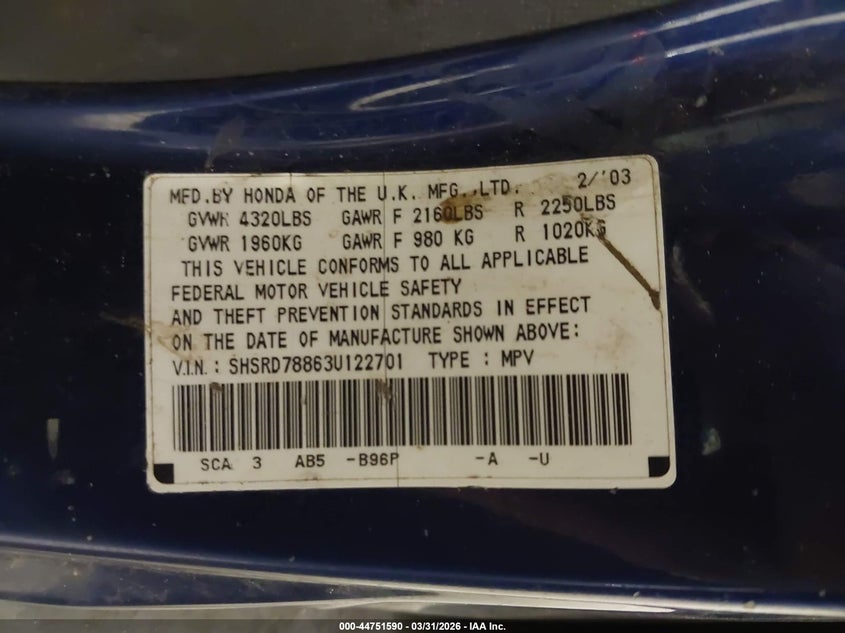 MFD.BY HONDA OF THE U.K. MFG.,LTD. 2/'03
GVWR 4320LBS GAWR F 2160LBS R 2250LBS
GVWR 1960KG GAWR F 980 KG R 1020KG
THIS VEHICLE CONFORMS TO ALL APPLICABLE
FEDERAL MOTOR VEHICLE SAFETY
AND THEFT PREVENTION STANDARDS IN EFFECT
ON THE DATE OF MANUFACTURE SHOWN ABOVE:
V.I.N. : SHSRD78863U122701 TYPE : MPV
SCA 3 AB5 -B96P -A -U
000-44751590 - 03/31/2026 - IAA Inc.